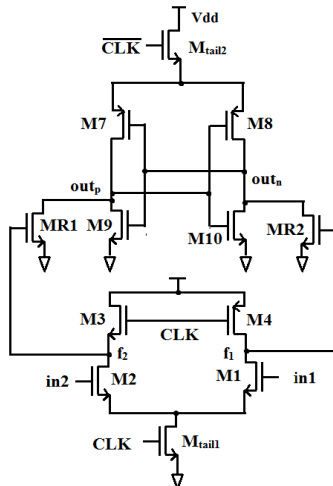 Vdd
CLK
Mtail2
M7
M8
outp
outn
MR1
M9
M10
MR2
M3
M4
CLK
f2
f1
in2
M2
M1
in1
CLK
Mtail1